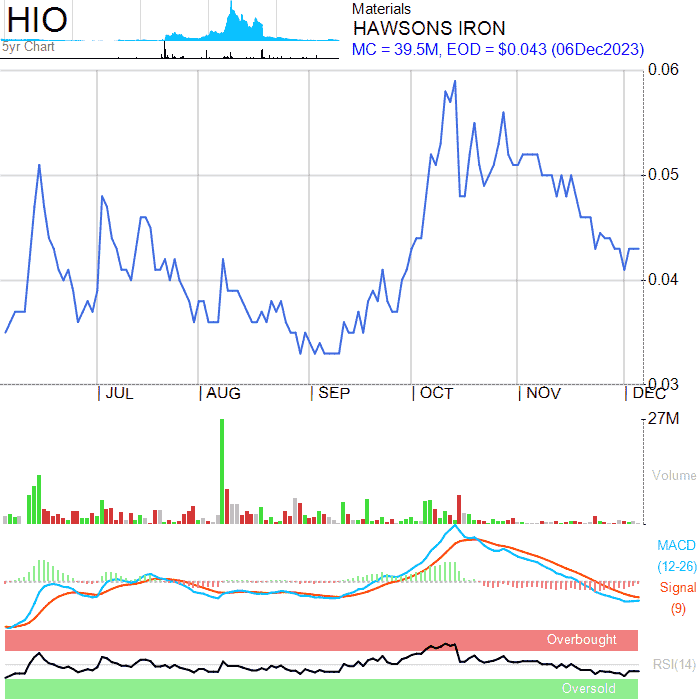 HIO
5yr Chart
Materials
HAWSONS IRON
MC = 39.5M, EOD = $0.043 (06Dec2023)
0.06
0.05
0.04
0.03
JUL AUG SEP OCT NOV DEC
27M
Volume
MACD
(12-26)
Signal
(9)
Overbought
RSI(14)
Oversold